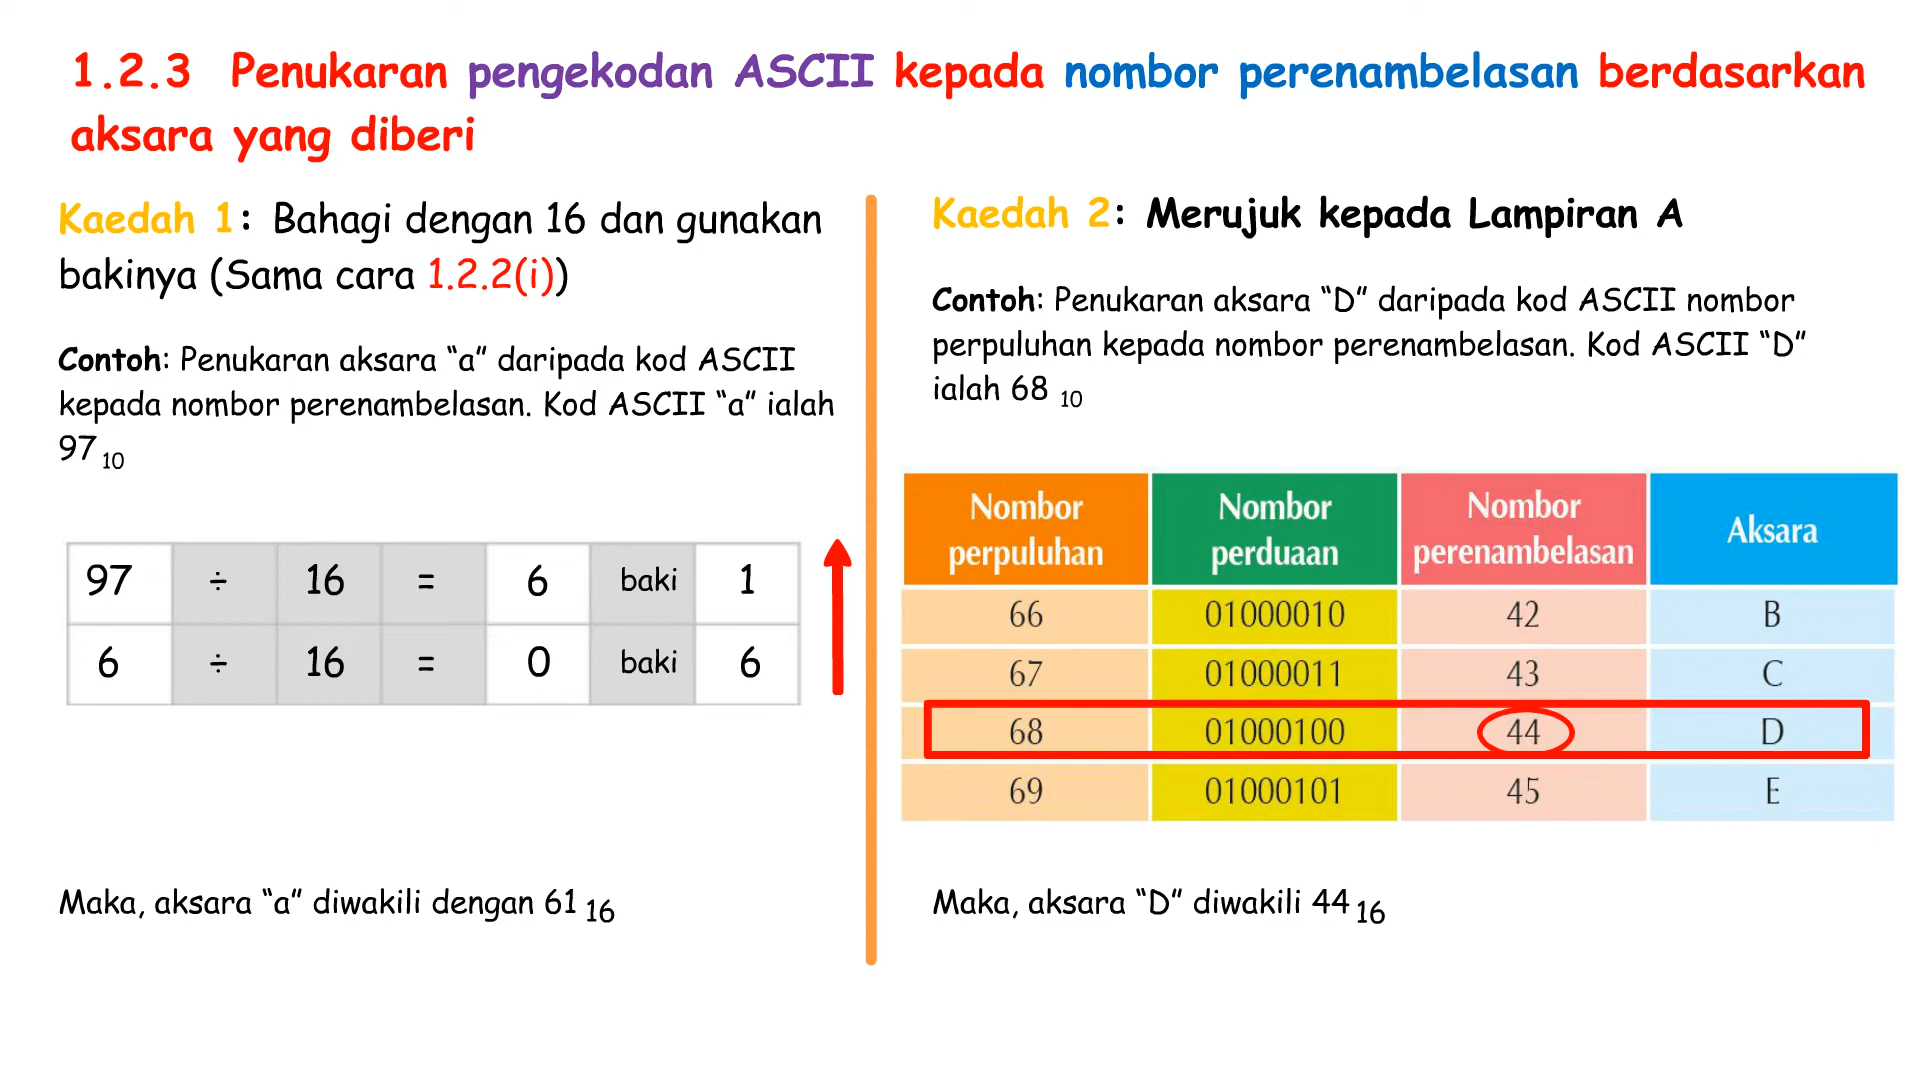 1.2.3 Penukaran pengekodan ASCII kepada nombor perenambelasan berdasarkan
aksara yang diberi
Kaedah 1: Bahagi dengan 16 dan gunakan
bakinya (Sama cara 1.2.2(i))
Contoh: Penukaran aksara “a” daripada kod ASCII
kepada nombor perenambelasan. Kod ASCII “a” ialah
97 10
97 ÷ 16 = 6 baki 1
6 ÷ 16 = 0 baki 6
Maka, aksara “a” diwakili dengan 61 16
Kaedah 2: Merujuk kepada Lampiran A
Contoh: Penukaran aksara “D” daripada kod ASCII nombor
perpuluhan kepada nombor perenambelasan. Kod ASCII “D”
ialah 68 10
Nombor perpuluhan Nombor perduaan Nombor perenambelasan Aksara
66 01000010 42 B
67 01000011 43 C
68 01000100 44 D
69 01000101 45 E
Maka, aksara “D” diwakili 44 16